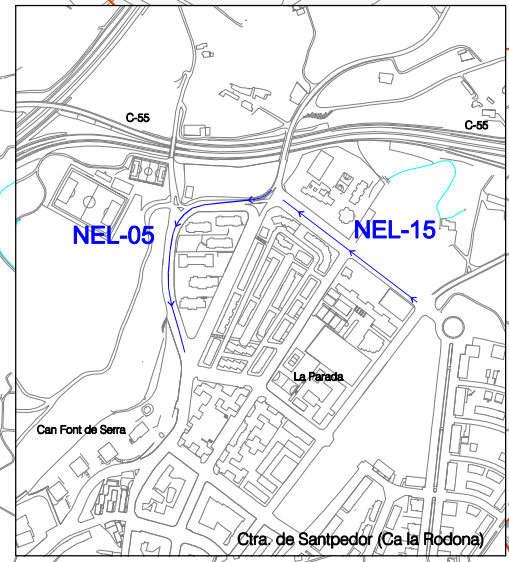 C-55
C-55
NEL-05
NEL-15
La Parada
Can Font de Serra
Ctra. de Santpedor (Ca la Rodona)